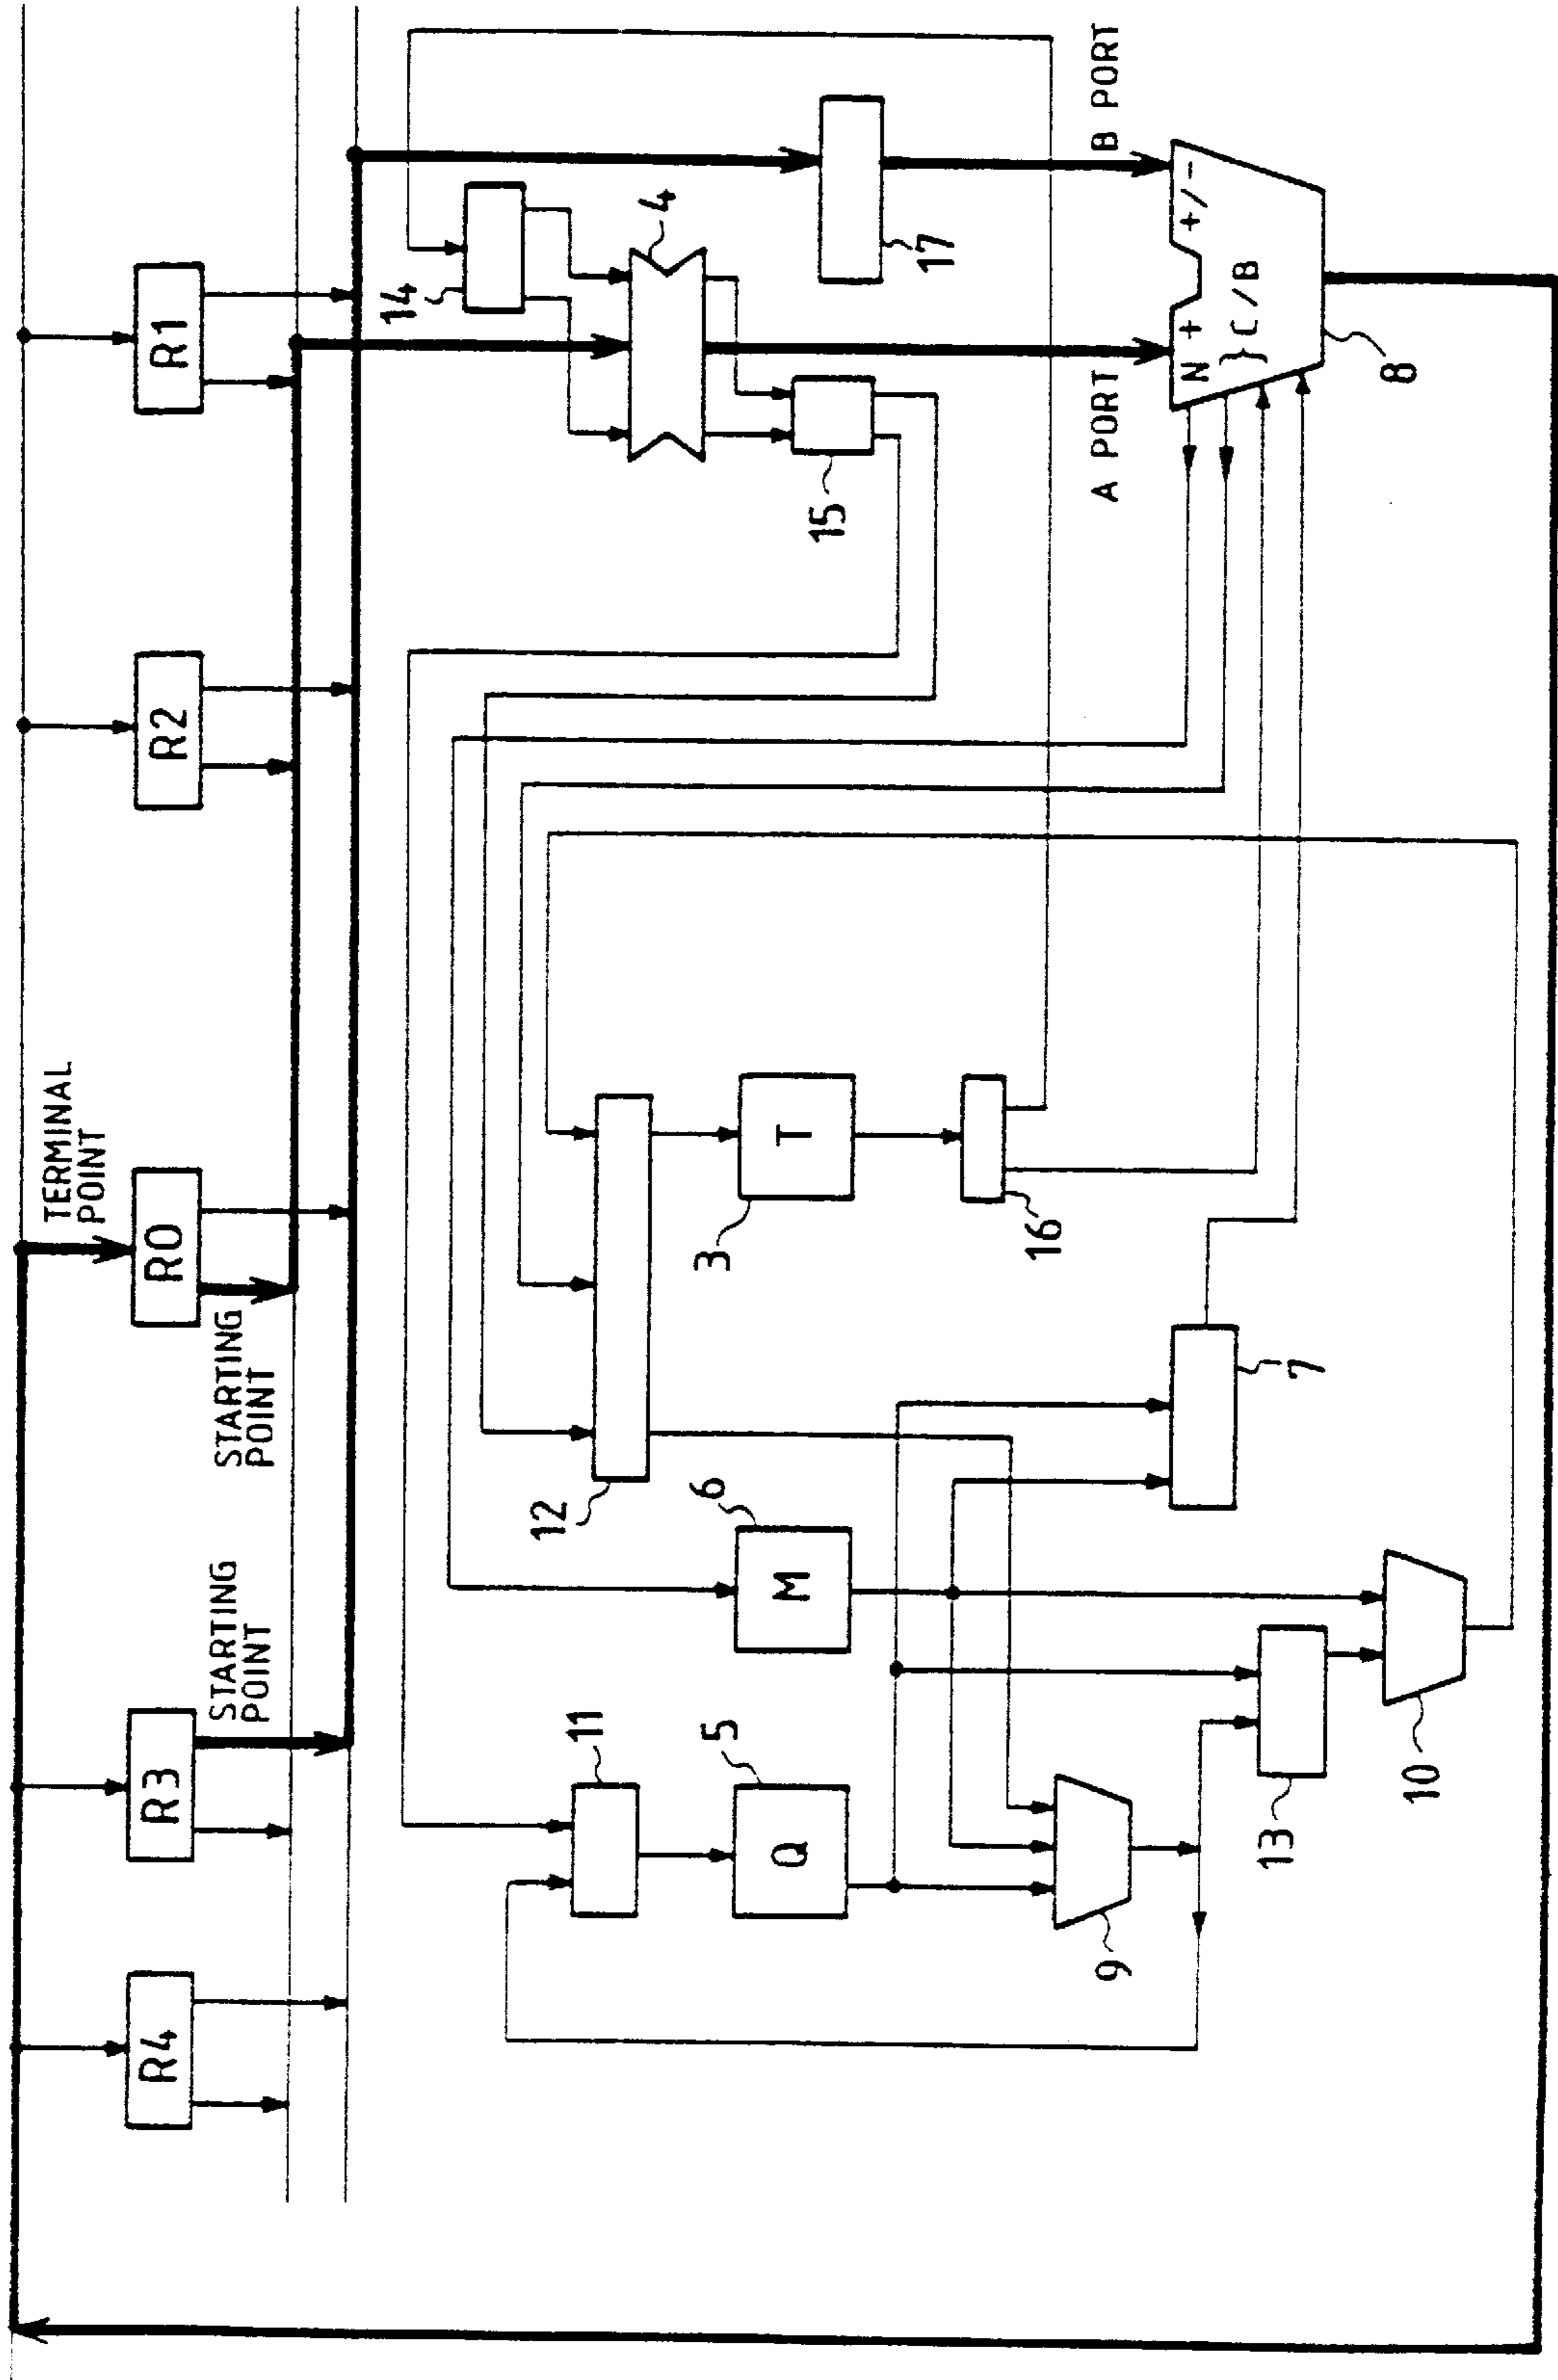 TERMINAL
POINT
R4
R3
R0
R2
R1
STARTING
POINT
STARTING
POINT
14
12
11
4
5
6
3
Q
M
T
15
17
16
9
A PORT
B PORT
N + +/-
}C/B
13
7
8
10